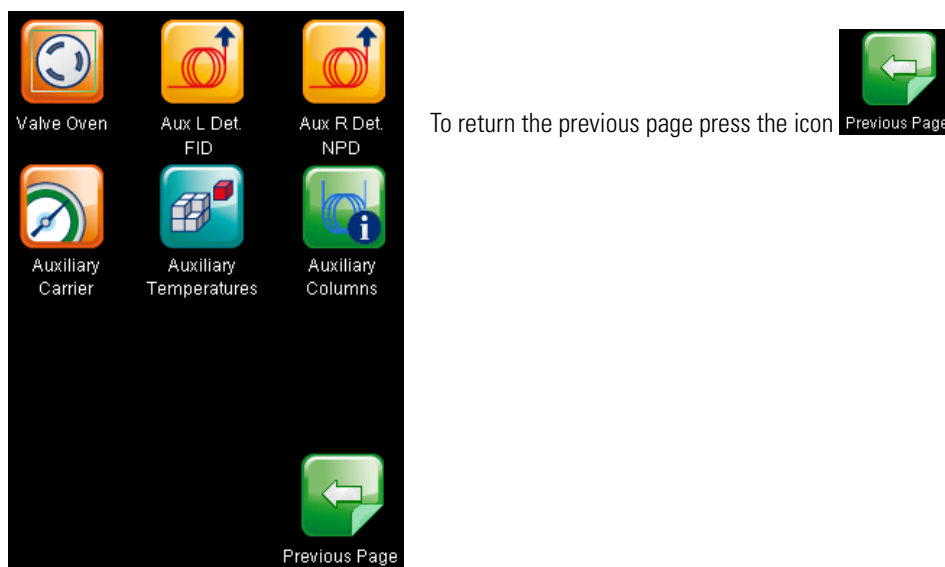 Valve Oven
Aux L Det.
FID
Aux R Det.
NPD
Auxiliary
Carrier
Auxiliary
Temperatures
Auxiliary
Columns
i
Previous Page
To return the previous page press the icon
Previous Page